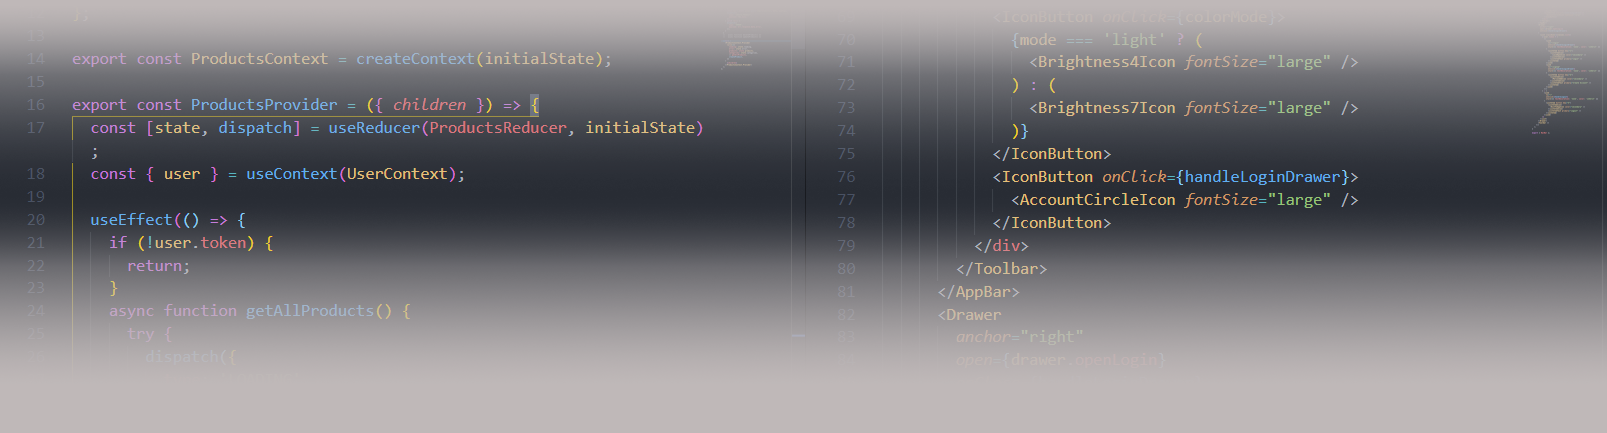 };
13
14 export const ProductsContext = createContext(initialState);
15
16 export const ProductsProvider = ({ children }) => {
17 const [state, dispatch] = useReducer(ProductsReducer, initialState)
;
18 const { user } = useContext(UserContext);
19
20 useEffect(() => {
21 if (!user.token) {
22 return;
23 }
24 async function getAllProducts() {
25 try {
dispatch({
<IconButton onClick={colorMode}>
70 {mode === 'light' ? (
71 <Brightness4Icon fontSize="large" />
72 ) : (
73 <Brightness7Icon fontSize="large" />
74 )}
75 </IconButton>
76 <IconButton onClick={handleLoginDrawer}>
77 <AccountCircleIcon fontSize="large" />
78 </IconButton>
79 </div>
80 </Toolbar>
81 </AppBar>
82 <Drawer
83 anchor="right"
open={drawer.openLogin}